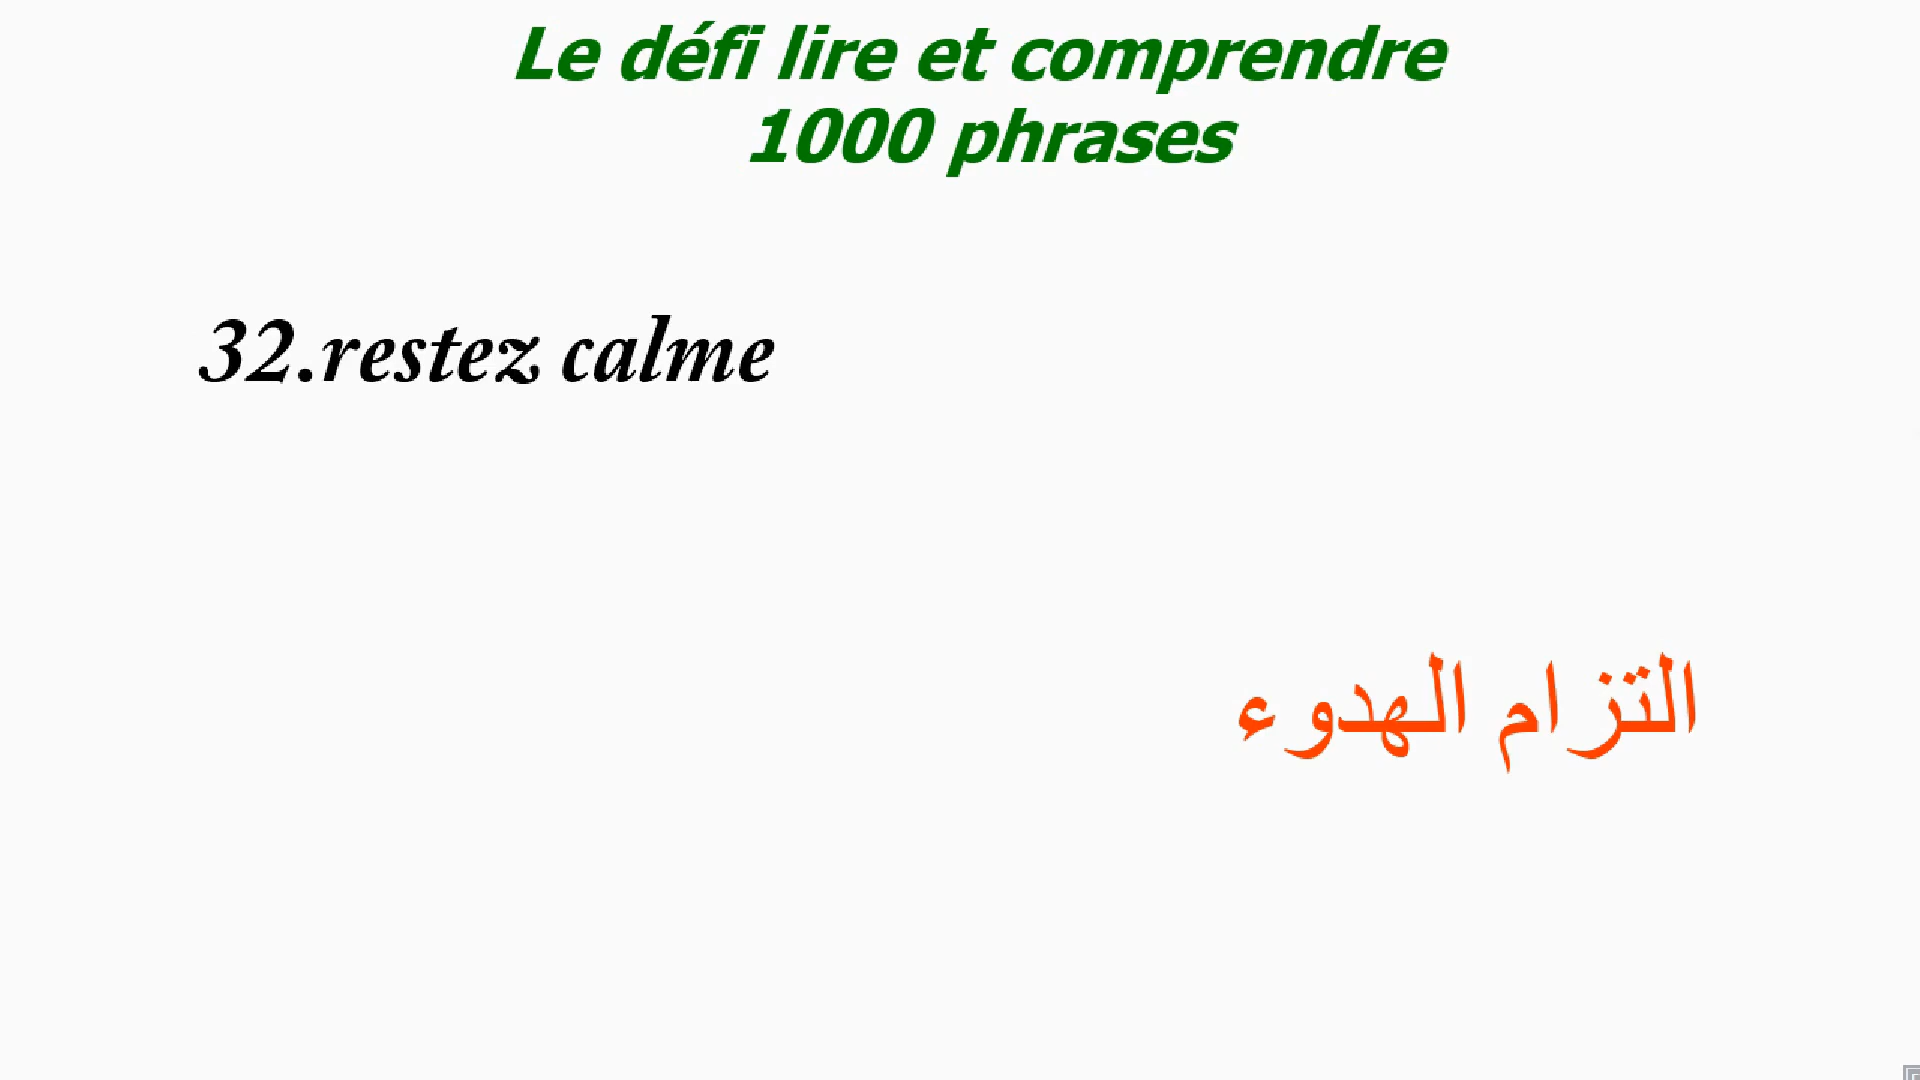 Le défi lire et comprendre
1000 phrases
32.restez calme
التزام الهدوء